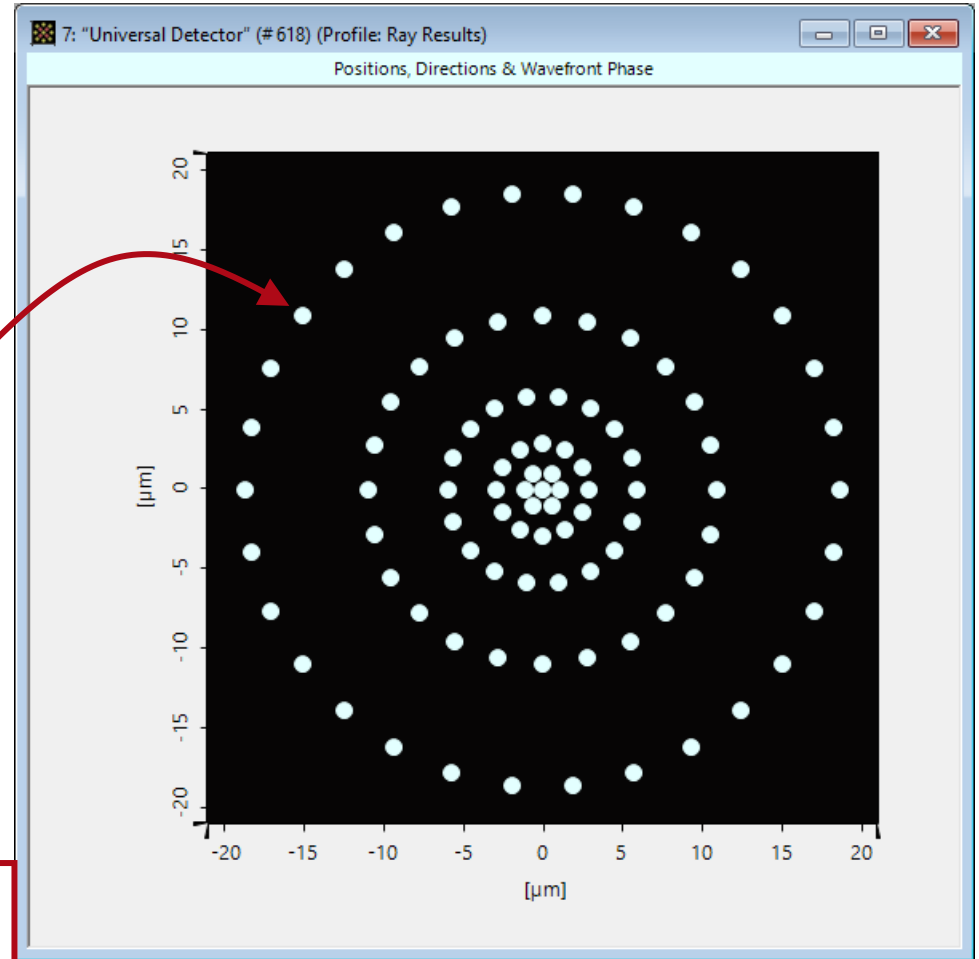 7: "Universal Detector" (#618) (Profile: Ray Results)
Positions, Directions & Wavefront Phase
20
15
10
5
0
-5
-10
-15
-20
[µm]
-20 -15 -10 -5 0 5 10 15 20
[µm]